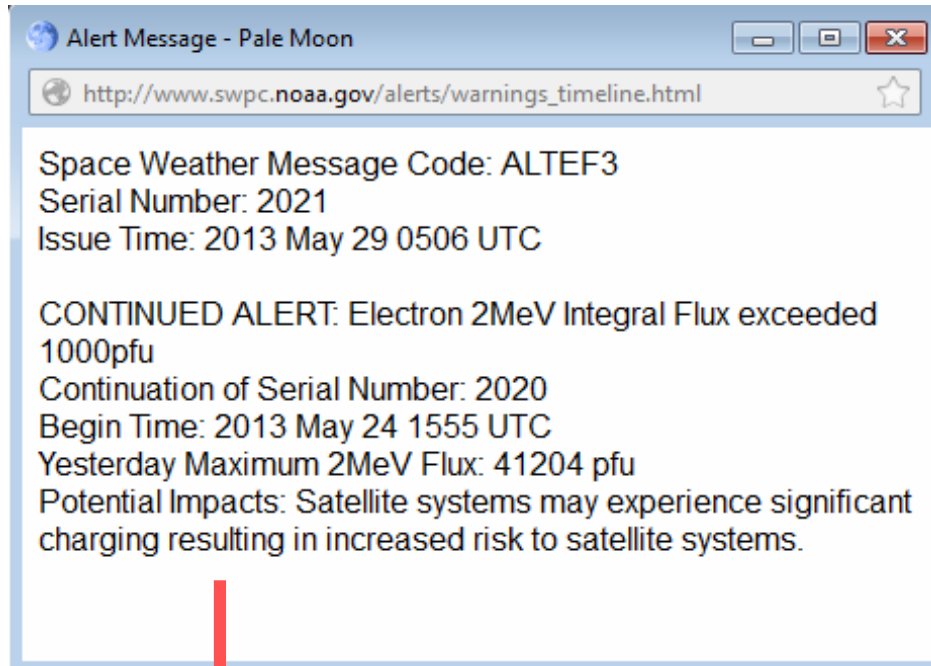 Alert Message - Pale Moon
http://www.swpc.noaa.gov/alerts/warnings_timeline.html
Space Weather Message Code: ALTEF3
Serial Number: 2021
Issue Time: 2013 May 29 0506 UTC
CONTINUED ALERT: Electron 2MeV Integral Flux exceeded
1000pfu
Continuation of Serial Number: 2020
Begin Time: 2013 May 24 1555 UTC
Yesterday Maximum 2MeV Flux: 41204 pfu
Potential Impacts: Satellite systems may experience significant
charging resulting in increased risk to satellite systems.